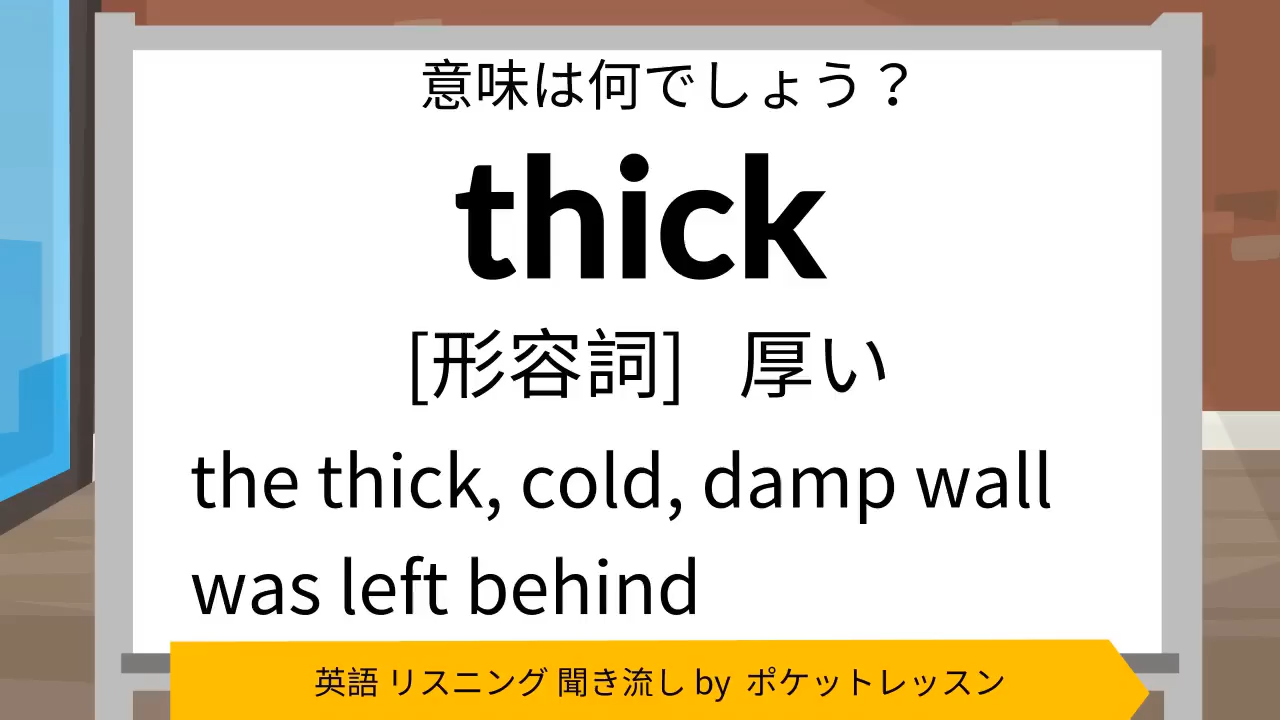 意味は何でしょう？
thick
[形容詞] 厚い
the thick, cold, damp wall
was left behind
英語 リスニング 聞き流し by ポケットレッスン